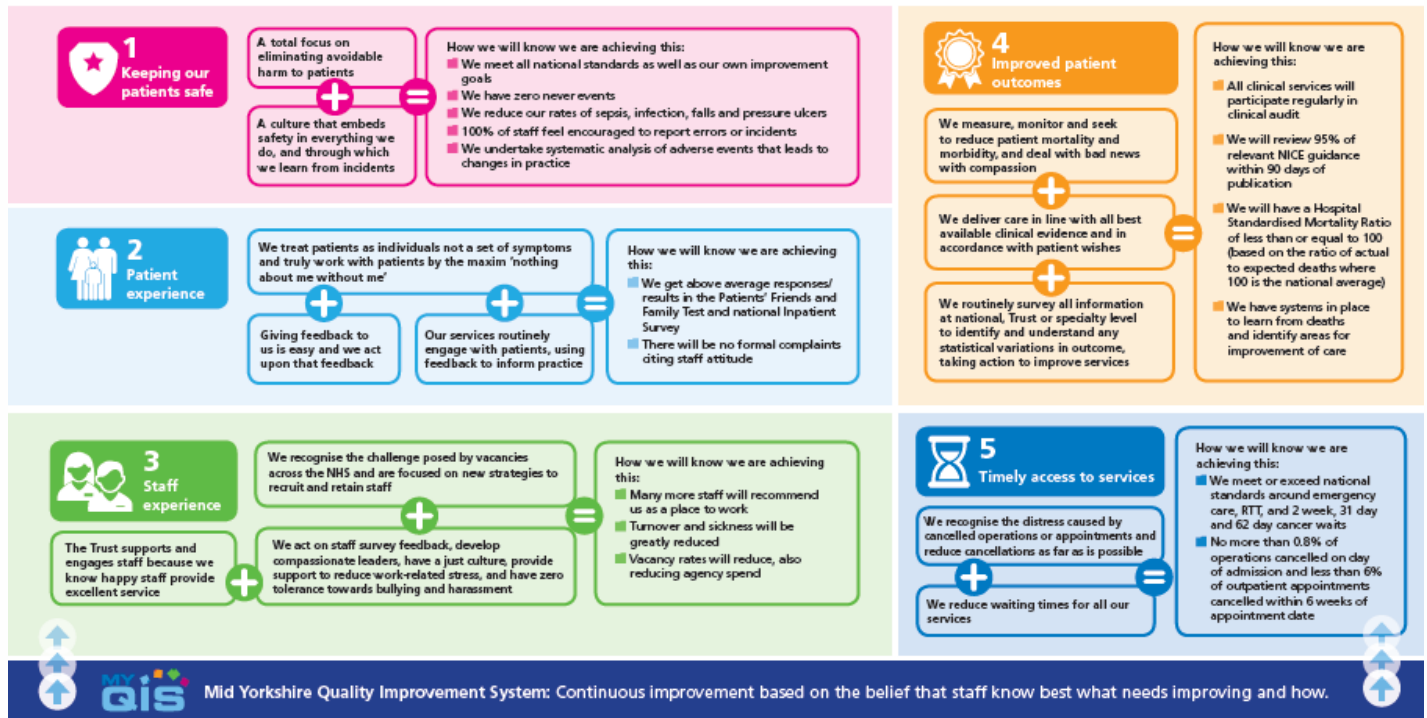 1
Keeping our
patients safe
A total focus on
eliminating avoidable
harm to patients
+
A culture that embeds
safety in everything we
do, and through which
we learn from incidents
=
How we will know we are achieving this:
We meet all national standards as well as our own improvement
goals
We have zero never events
We reduce our rates of sepsis, infection, falls and pressure ulcers
100% of staff feel encouraged to report errors or incidents
We undertake systematic analysis of adverse events that leads to
changes in practice
2
Patient
experience
We treat patients as individuals not a set of symptoms
and truly work with patients by the maxim ‘nothing
about me without me’
+
Giving feedback to
us is easy and we act
upon that feedback
+
Our services routinely
engage with patients, using
feedback to inform practice
=
How we will know we are achieving
this:
We get above average responses/
results in the Patients’ Friends and
Family Test and national Inpatient
Survey
There will be no formal complaints
citing staff attitude
3
Staff
experience
The Trust supports and
engages staff because we
know happy staff provide
excellent service
+
We recognise the challenge posed by vacancies
across the NHS and are focused on new strategies to
recruit and retain staff
+
We act on staff survey feedback, develop
compassionate leaders, have a just culture, provide
support to reduce work-related stress, and have zero
tolerance towards bullying and harassment
=
How we will know we are achieving
this:
Many more staff will recommend
us as a place to work
Turnover and sickness will be
greatly reduced
Vacancy rates will reduce, also
reducing agency spend
4
Improved patient
outcomes
We measure, monitor and seek
to reduce patient mortality and
morbidity, and deal with bad news
with compassion
+
We deliver care in line with all best
available clinical evidence and in
accordance with patient wishes
+
We routinely survey all information
at national, Trust or specialty level
to identify and understand any
statistical variations in outcome,
taking action to improve services
=
How we will know we are
achieving this:
All clinical services will
participate regularly in
clinical audit
We will review 95% of
relevant NICE guidance
within 90 days of
publication
We will have a Hospital
Standardised Mortality Ratio
of less than or equal to 100
(based on the ratio of actual
to expected deaths where
100 is the national average)
We have systems in place
to learn from deaths
and identify areas for
improvement of care
5
Timely access to services
We recognise the distress caused by
cancelled operations or appointments and
reduce cancellations as far as is possible
+
We reduce waiting times for all our
services
=
How we will know we are
achieving this:
We meet or exceed national
standards around emergency
care, RTT, and 2 week, 31 day
and 62 day cancer waits
No more than 0.8% of
operations cancelled on day
of admission and less than 6%
of outpatient appointments
cancelled within 6 weeks of
appointment date
MY
QIS
Mid Yorkshire Quality Improvement System: Continuous improvement based on the belief that staff know best what needs improving and how.